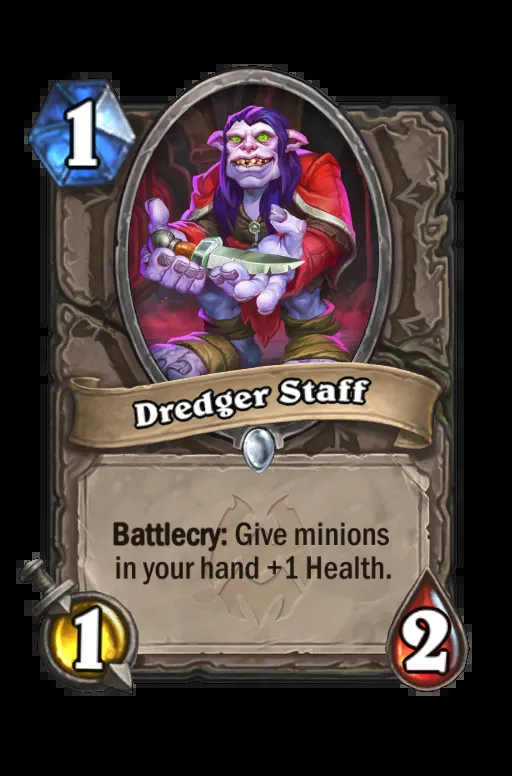 1
Dredger Staff
Battlecry: Give minions
in your hand +1 Health.
1
2